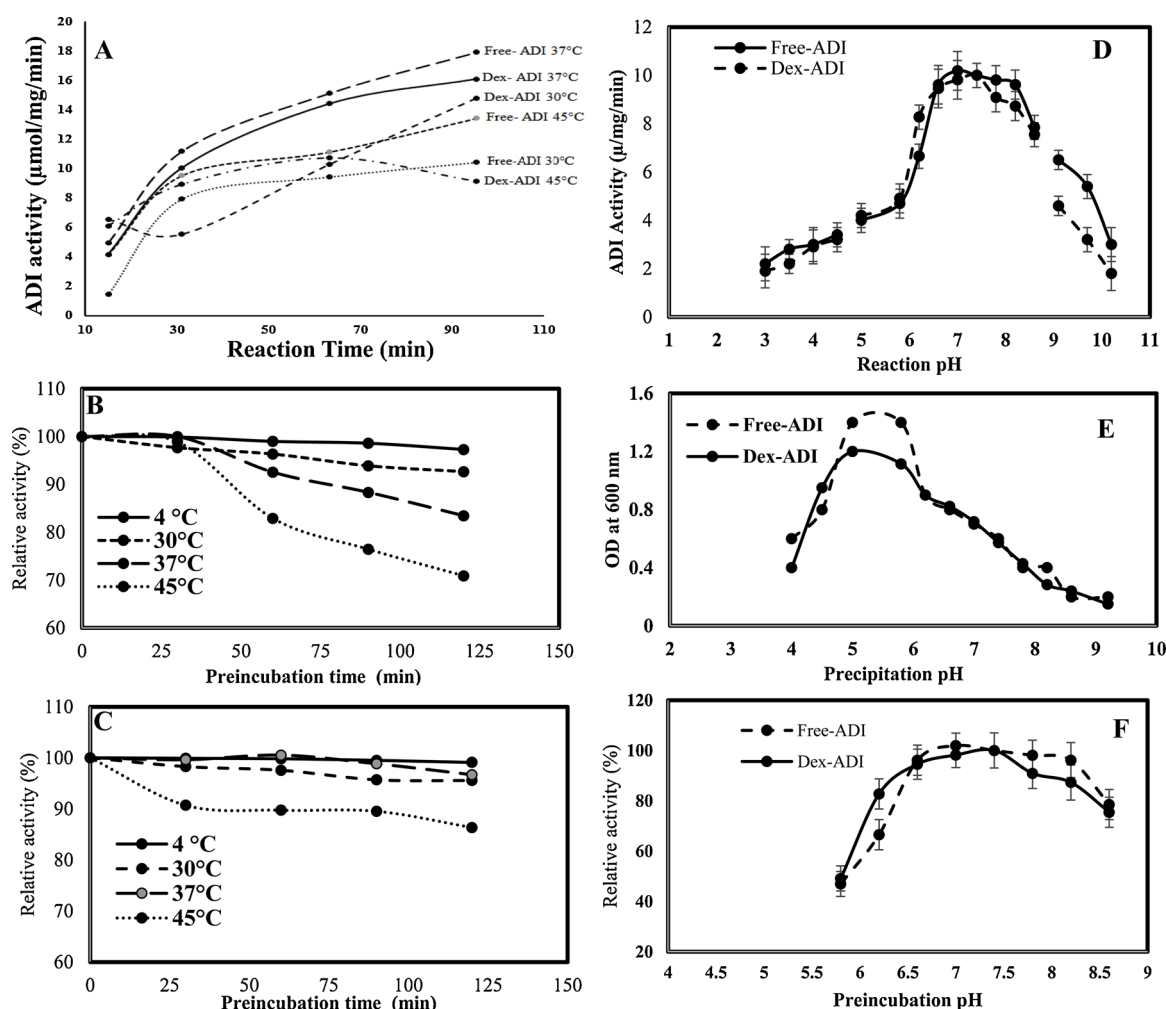 A
ADI activity (µmol/mg/min)
20
18
16
14
12
10
8
6
4
2
0
10 30 50 70 90 110
Reaction Time (min)
Free- ADI 37°C
Dex- ADI 37°C
Dex-ADI 30°C
Free- ADI 45°C
Free-ADI 30°C
Dex-ADI 45°C
B
Relative activity (%)
110
100
90
80
70
60
4 °C
30°C
37°C
45°C
0 25 50 75 100 125 150
Preincubation time (min)
C
Relative activity (%)
110
100
90
80
70
60
4 °C
30°C
37°C
45°C
0 25 50 75 100 125 150
Preincubation time (min)
D
ADI Activity (µ/mg/min)
12
10
8
6
4
2
0
Free-ADI
Dex-ADI
1 2 3 4 5 6 7 8 9 10 11
Reaction pH
E
OD at 600 nm
1.6
1.2
0.8
0.4
0
Free-ADI
Dex-ADI
2 3 4 5 6 7 8 9 10
Precipitation pH
F
Relative activity (%)
120
100
80
60
40
20
Free-ADI
Dex-ADI
4 4.5 5 5.5 6 6.5 7 7.5 8 8.5 9
Preincubation pH